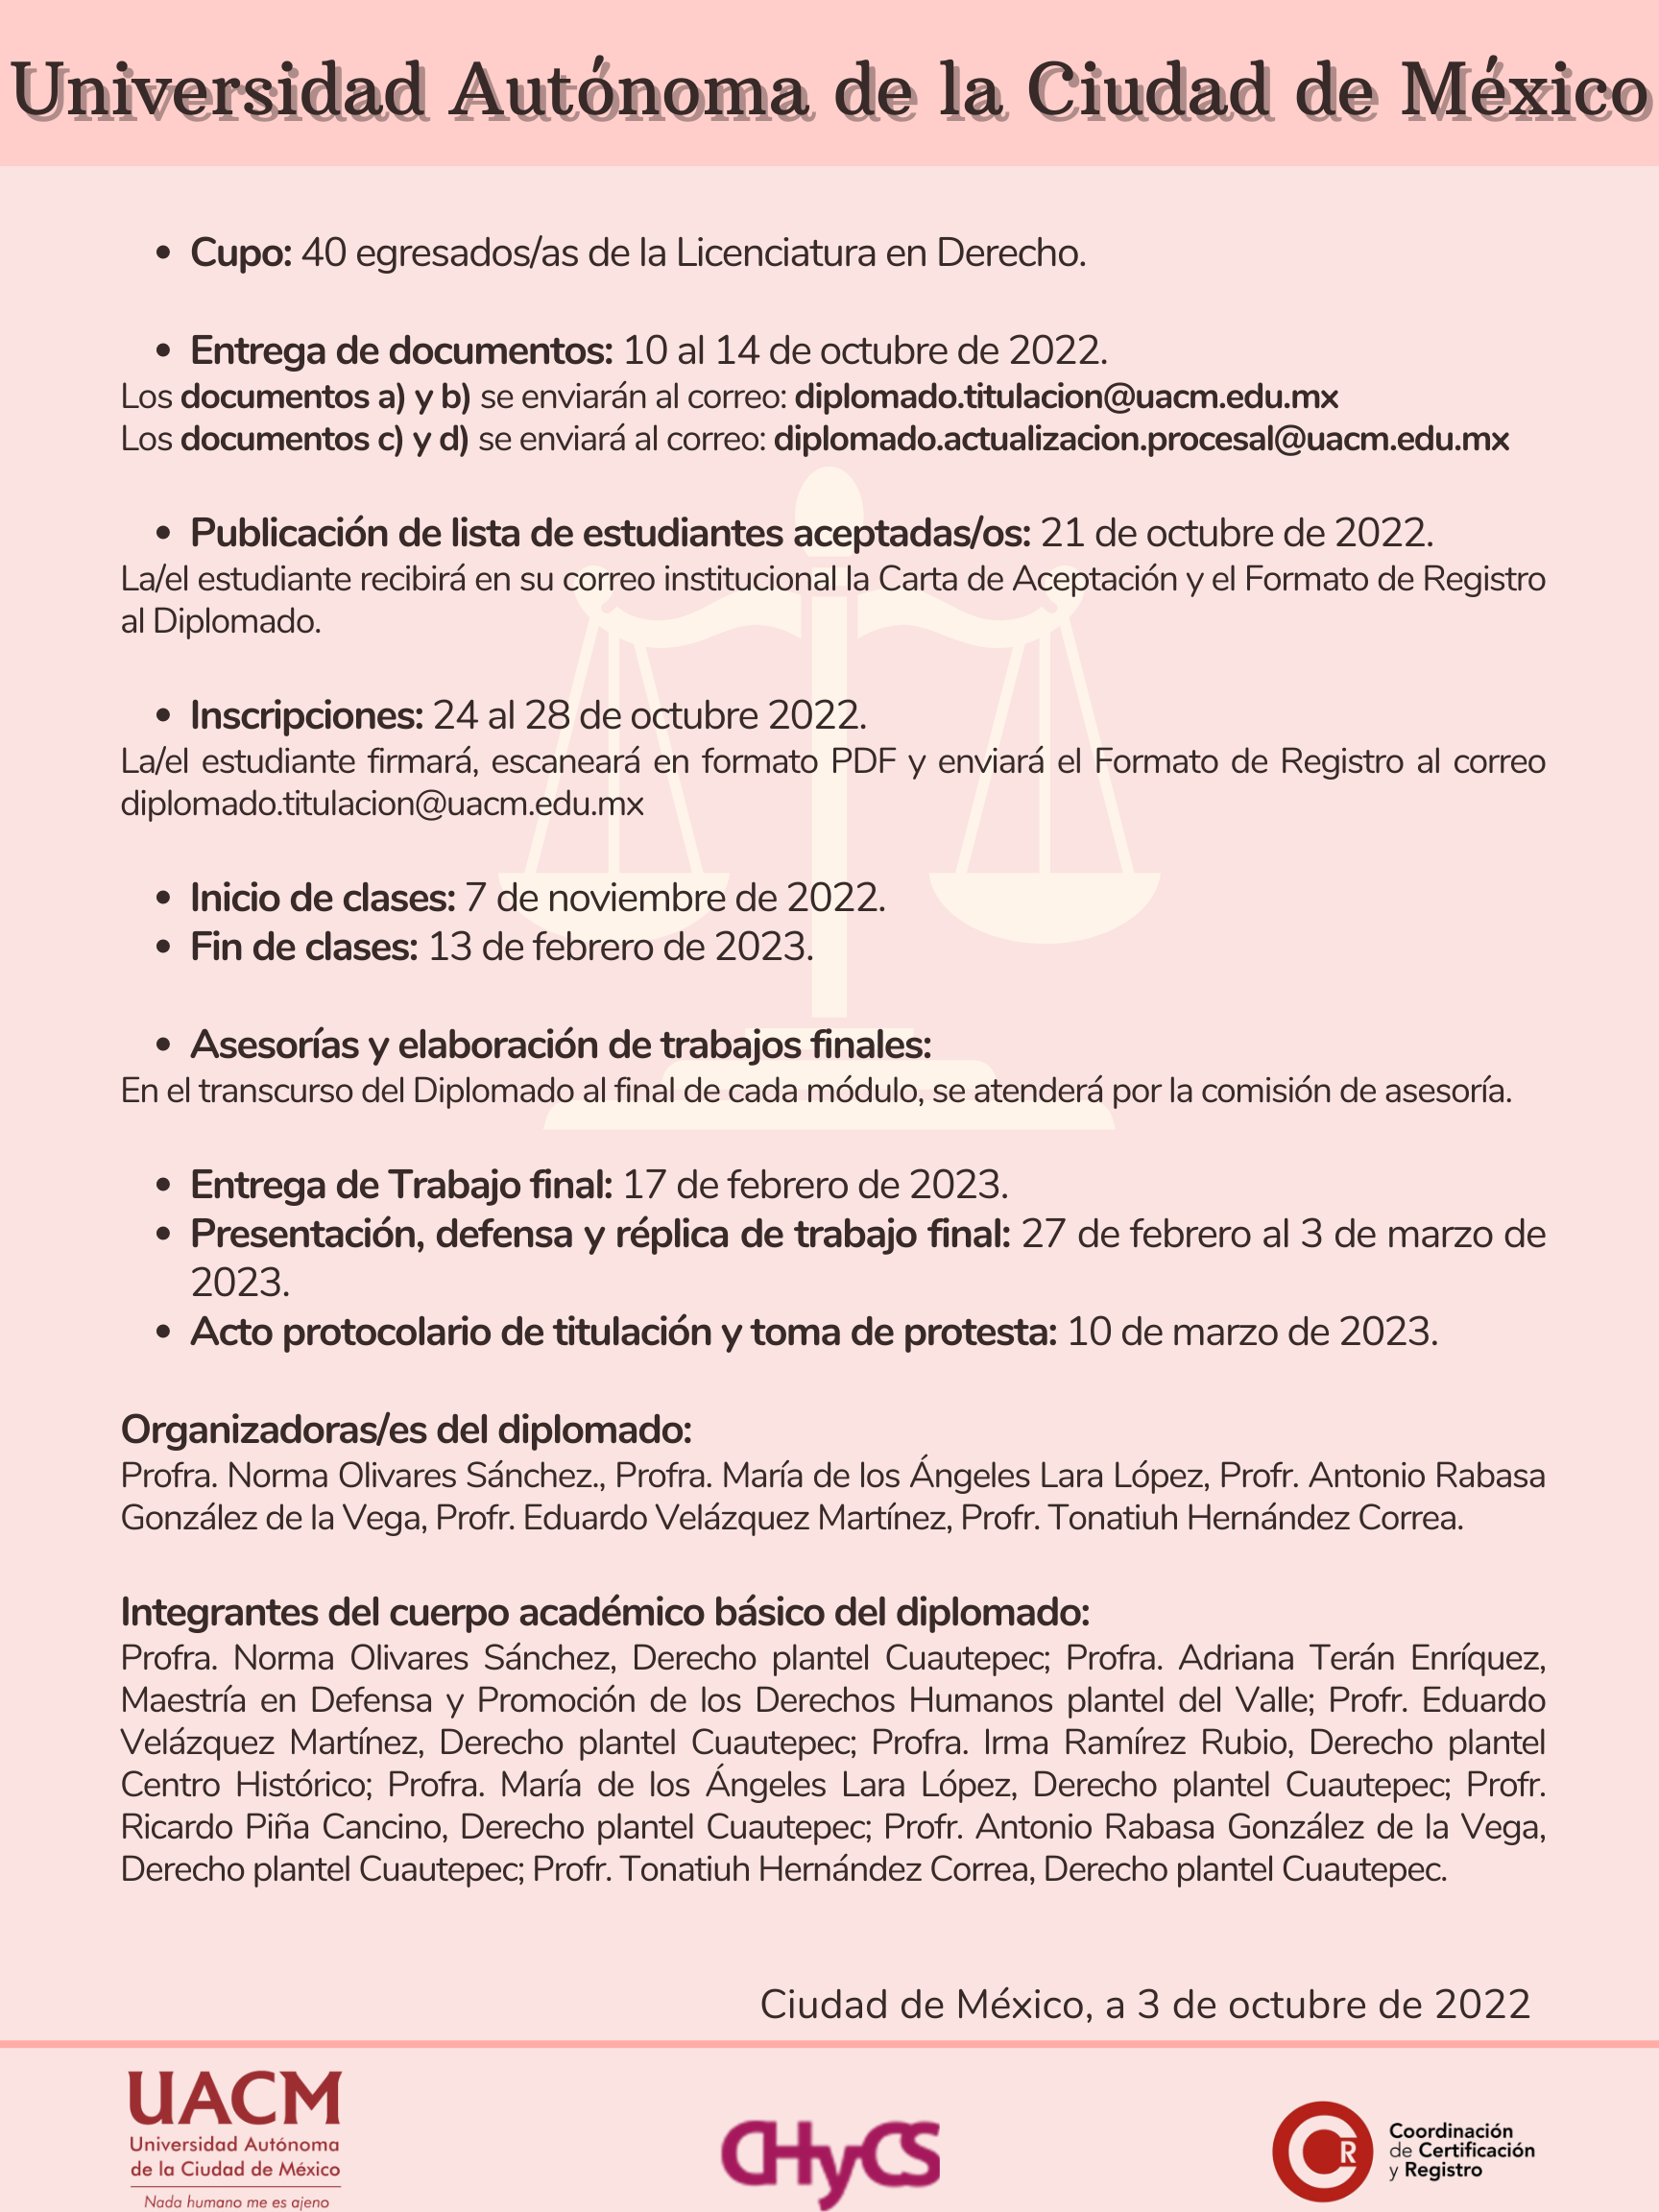 Universidad Autónoma de la Ciudad de México
• Cupo: 40 egresados/as de la Licenciatura en Derecho.
• Entrega de documentos: 10 al 14 de octubre de 2022.
Los documentos a) y b) se enviarán al correo: diplomado.titulacion@uacm.edu.mx
Los documentos c) y d) se enviará al correo: diplomado.actualizacion.procesal@uacm.edu.mx
• Publicación de lista de estudiantes aceptadas/os: 21 de octubre de 2022.
La/el estudiante recibirá en su correo institucional la Carta de Aceptación y el Formato de Registro
al Diplomado.
• Inscripciones: 24 al 28 de octubre 2022.
La/el estudiante firmará, escaneará en formato PDF y enviará el Formato de Registro al correo
diplomado.titulacion@uacm.edu.mx
• Inicio de clases: 7 de noviembre de 2022.
• Fin de clases: 13 de febrero de 2023.
• Asesorías y elaboración de trabajos finales:
En el transcurso del Diplomado al final de cada módulo, se atenderá por la comisión de asesoría.
• Entrega de Trabajo final: 17 de febrero de 2023.
• Presentación, defensa y réplica de trabajo final: 27 de febrero al 3 de marzo de
2023.
• Acto protocolario de titulación y toma de protesta: 10 de marzo de 2023.
Organizadoras/es del diplomado:
Profra. Norma Olivares Sánchez., Profra. María de los Ángeles Lara López, Profr. Antonio Rabasa
González de la Vega, Profr. Eduardo Velázquez Martínez, Profr. Tonatiuh Hernández Correa.
Integrantes del cuerpo académico básico del diplomado:
Profra. Norma Olivares Sánchez, Derecho plantel Cuautepec; Profra. Adriana Terán Enríquez,
Maestría en Defensa y Promoción de los Derechos Humanos plantel del Valle; Profr. Eduardo
Velázquez Martínez, Derecho plantel Cuautepec; Profra. Irma Ramírez Rubio, Derecho plantel
Centro Histórico; Profra. María de los Ángeles Lara López, Derecho plantel Cuautepec; Profr.
Ricardo Piña Cancino, Derecho plantel Cuautepec; Profr. Antonio Rabasa González de la Vega,
Derecho plantel Cuautepec; Profr. Tonatiuh Hernández Correa, Derecho plantel Cuautepec.
Ciudad de México, a 3 de octubre de 2022
UACM
Universidad Autónoma
de la Ciudad de México
Nada humano me es ajeno
CHyCS
CR
Coordinación
de Certificación
y Registro